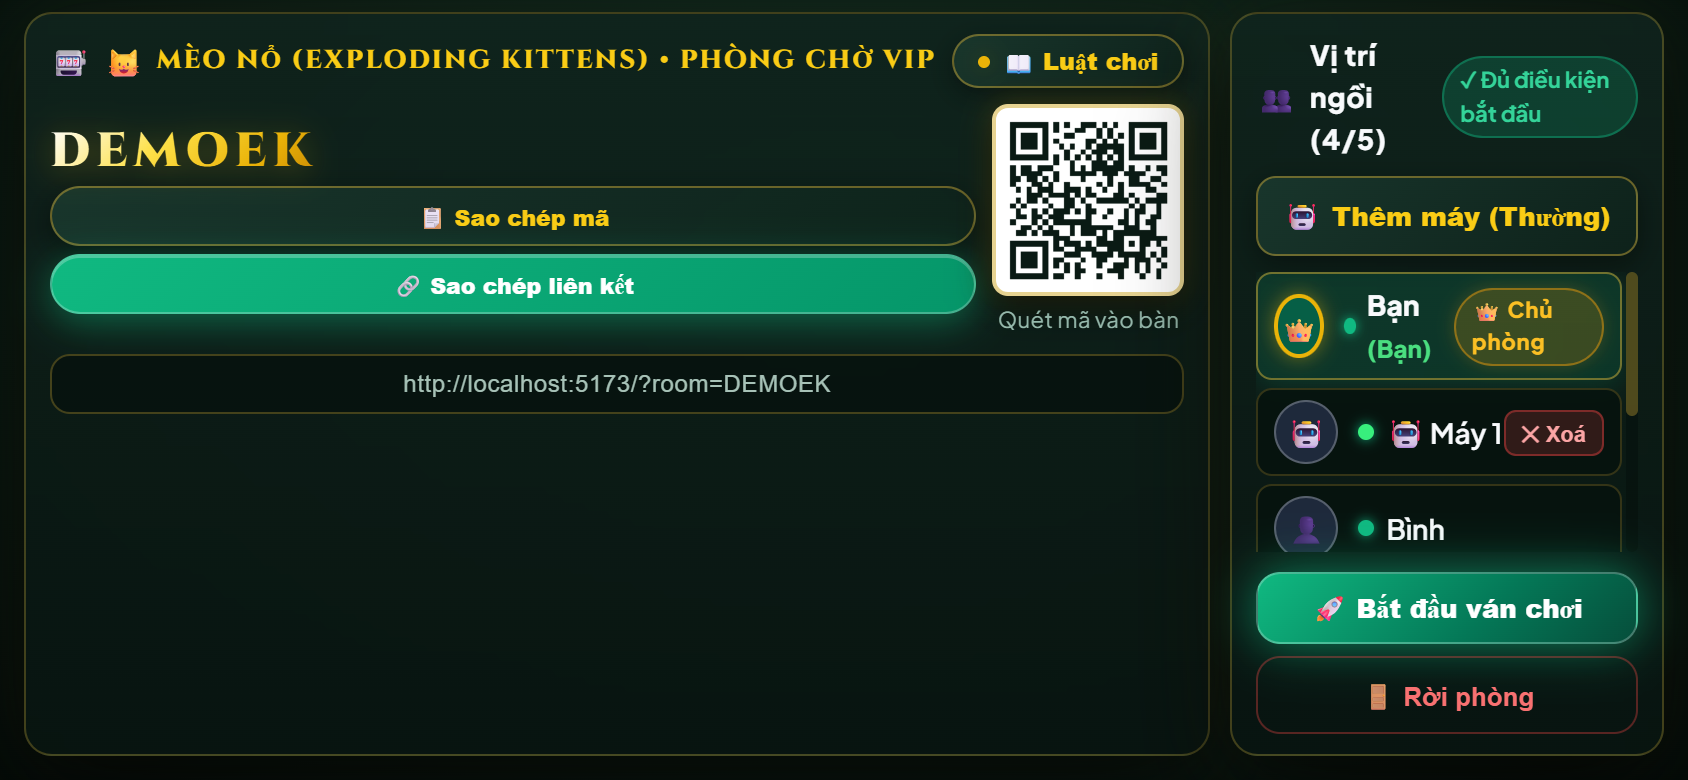 MÈO NỔ (EXPLODING KITTENS) • PHÒNG CHỜ VIP
Luật chơi
DEMOEK
Sao chép mã
Sao chép liên kết
Quét mã vào bàn
http://localhost:5173/?room=DEMOEK
Vị trí
ngồi
(4/5)
✓ Đủ điều kiện
bắt đầu
Thêm máy (Thường)
Bạn
(Bạn)
Chủ
phòng
Máy 1
✕ Xoá
Bình
Bắt đầu ván chơi
Rời phòng